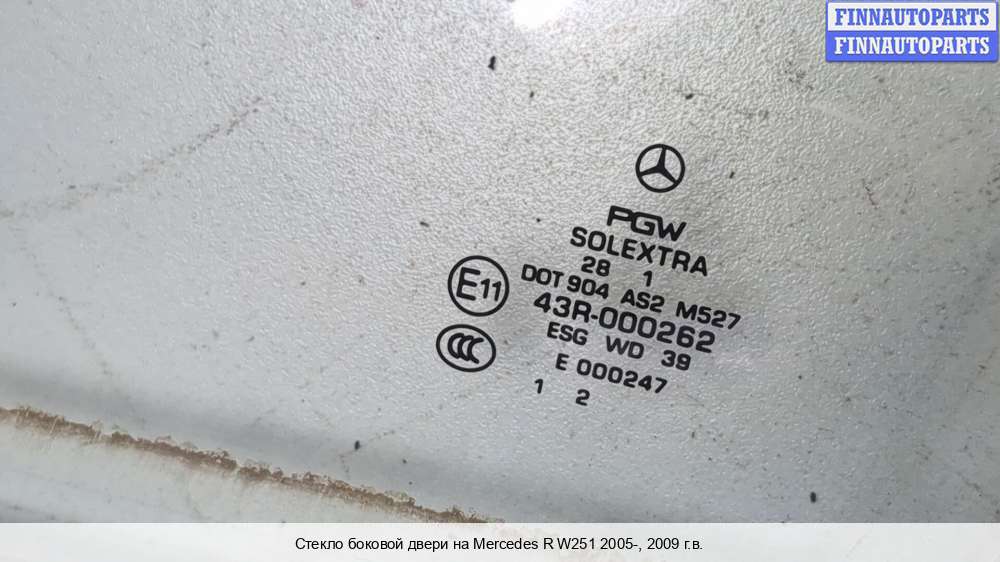 FINNAUTOPARTS
FINNAUTOPARTS
PGW
SOLEXTRA
28 1
DOT 904 AS2 M527
E11
43R-000262
CCC
ESG WD 39
E 000247
1 2
Стекло боковой двери на Mercedes R W251 2005-, 2009 г.в.